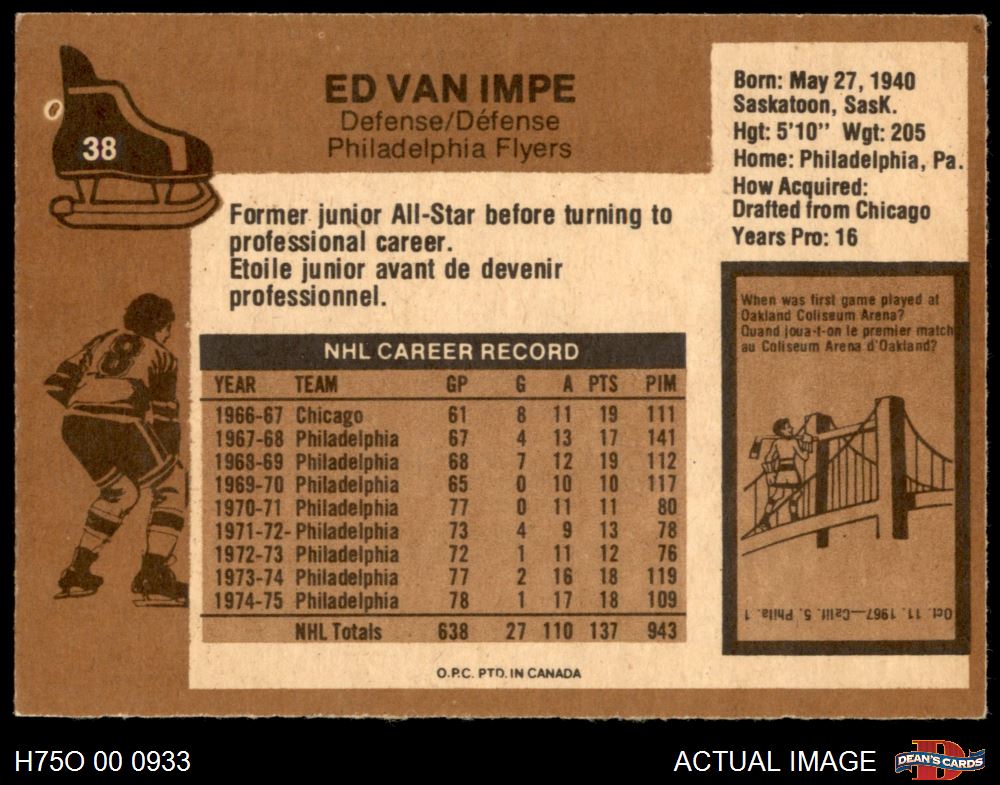 38
ED VAN IMPE
Defense/Défense
Philadelphia Flyers
Born: May 27, 1940
Saskatoon, SasK.
Hgt: 5'10" Wgt: 205
Home: Philadelphia, Pa.
How Acquired:
Drafted from Chicago
Years Pro: 16
Former junior All-Star before turning to
professional career.
Etoile junior avant de devenir
professionnel.
8
NHL CAREER RECORD
YEAR TEAM GP G A PTS PIM
1966-67 Chicago 61 8 11 19 111
1967-68 Philadelphia 67 4 13 17 141
1968-69 Philadelphia 68 7 12 19 112
1969-70 Philadelphia 65 0 10 10 117
1970-71 Philadelphia 77 0 11 11 80
1971-72- Philadelphia 73 4 9 13 78
1972-73 Philadelphia 72 1 11 12 76
1973-74 Philadelphia 77 2 16 18 119
1974-75 Philadelphia 78 1 17 18 109
NHL Totals 638 27 110 137 943
When was first game played at
Oakland Coliseum Arena?
Quand joua-t-on le premier match
au Coliseum Arena d'Oakland?
Oct. 11, 1967—Calif. 5, Phila. 1
O.P.C. PTD. IN CANADA
H75O 00 0933
ACTUAL IMAGE
D
DEAN'S CARDS